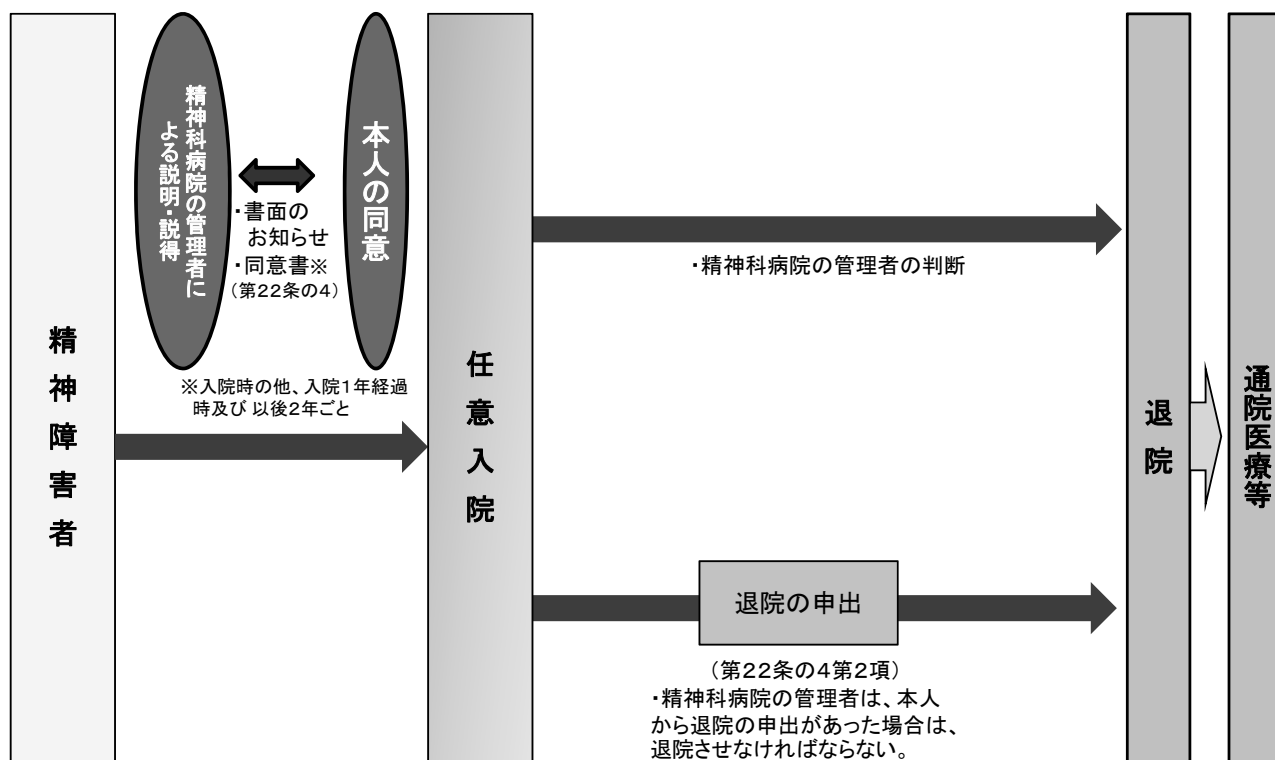 精神障害者
精神科病院の管理者に
よる説明・説得
・書面の
お知らせ
・同意書※
(第22条の4)
本人の同意
※入院時の他、入院1年経過
時及び 以後2年ごと
任意入院
・精神科病院の管理者の判断
退院の申出
(第22条の4第2項)
・精神科病院の管理者は、本人
から退院の申出があった場合は、
退院させなければならない。
退院
通院医療等